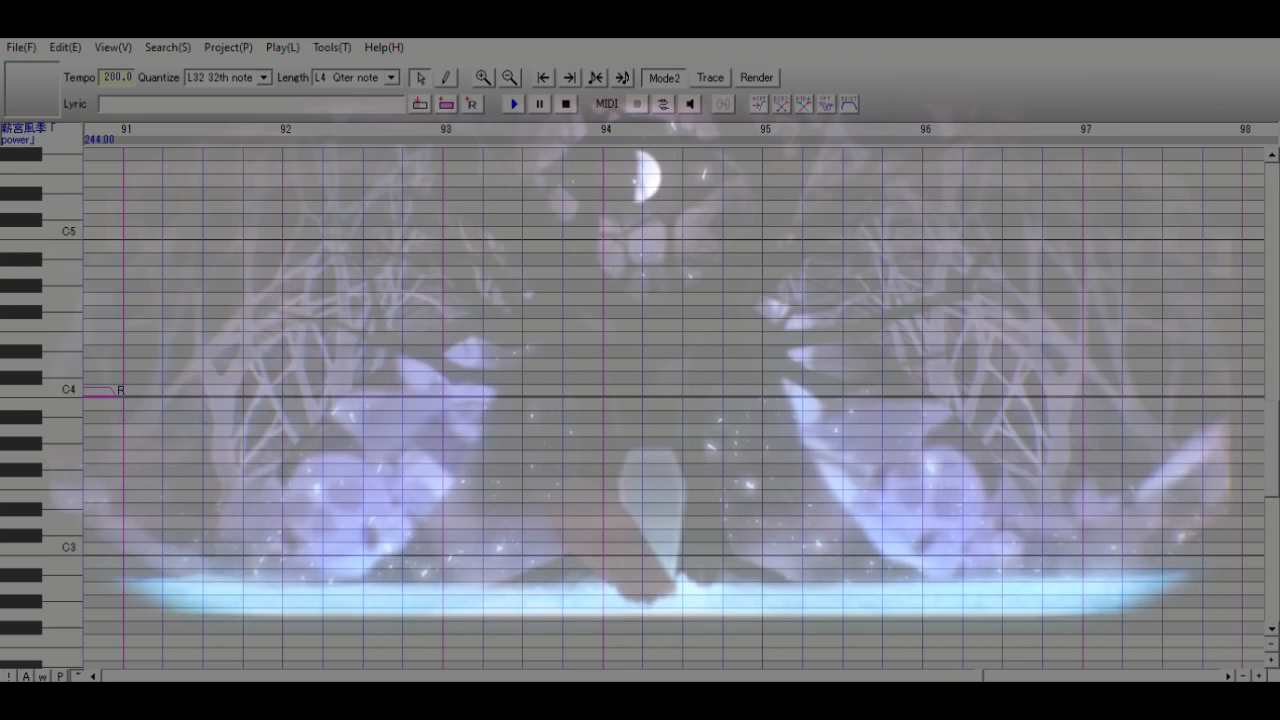 File(F) Edit(E) View(V) Search(S) Project(P) Play(L) Tools(T) Help(H)
Tempo 200.0 Quantize L32 32th note Length L4 Qter note Mode2 Trace Render
Lyric R MIDI
薪宮風季「 91 92 93 94 95 96 97 98
power」 244.00
C5
C4 R
C3
! A w P ~